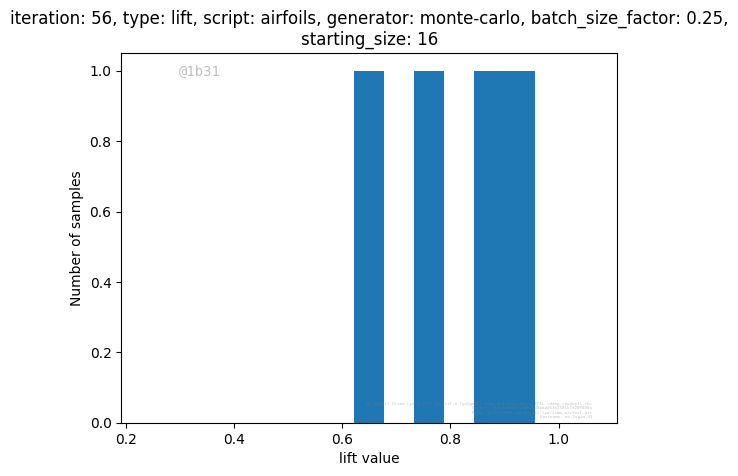 iteration: 56, type: lift, script: airfoils, generator: monte-carlo, batch_size_factor: 0.25,
starting_size: 16
@1b31
Number of samples
1.0
0.8
0.6
0.4
0.2
0.0
0.2 0.4 0.6 0.8 1.0
lift value